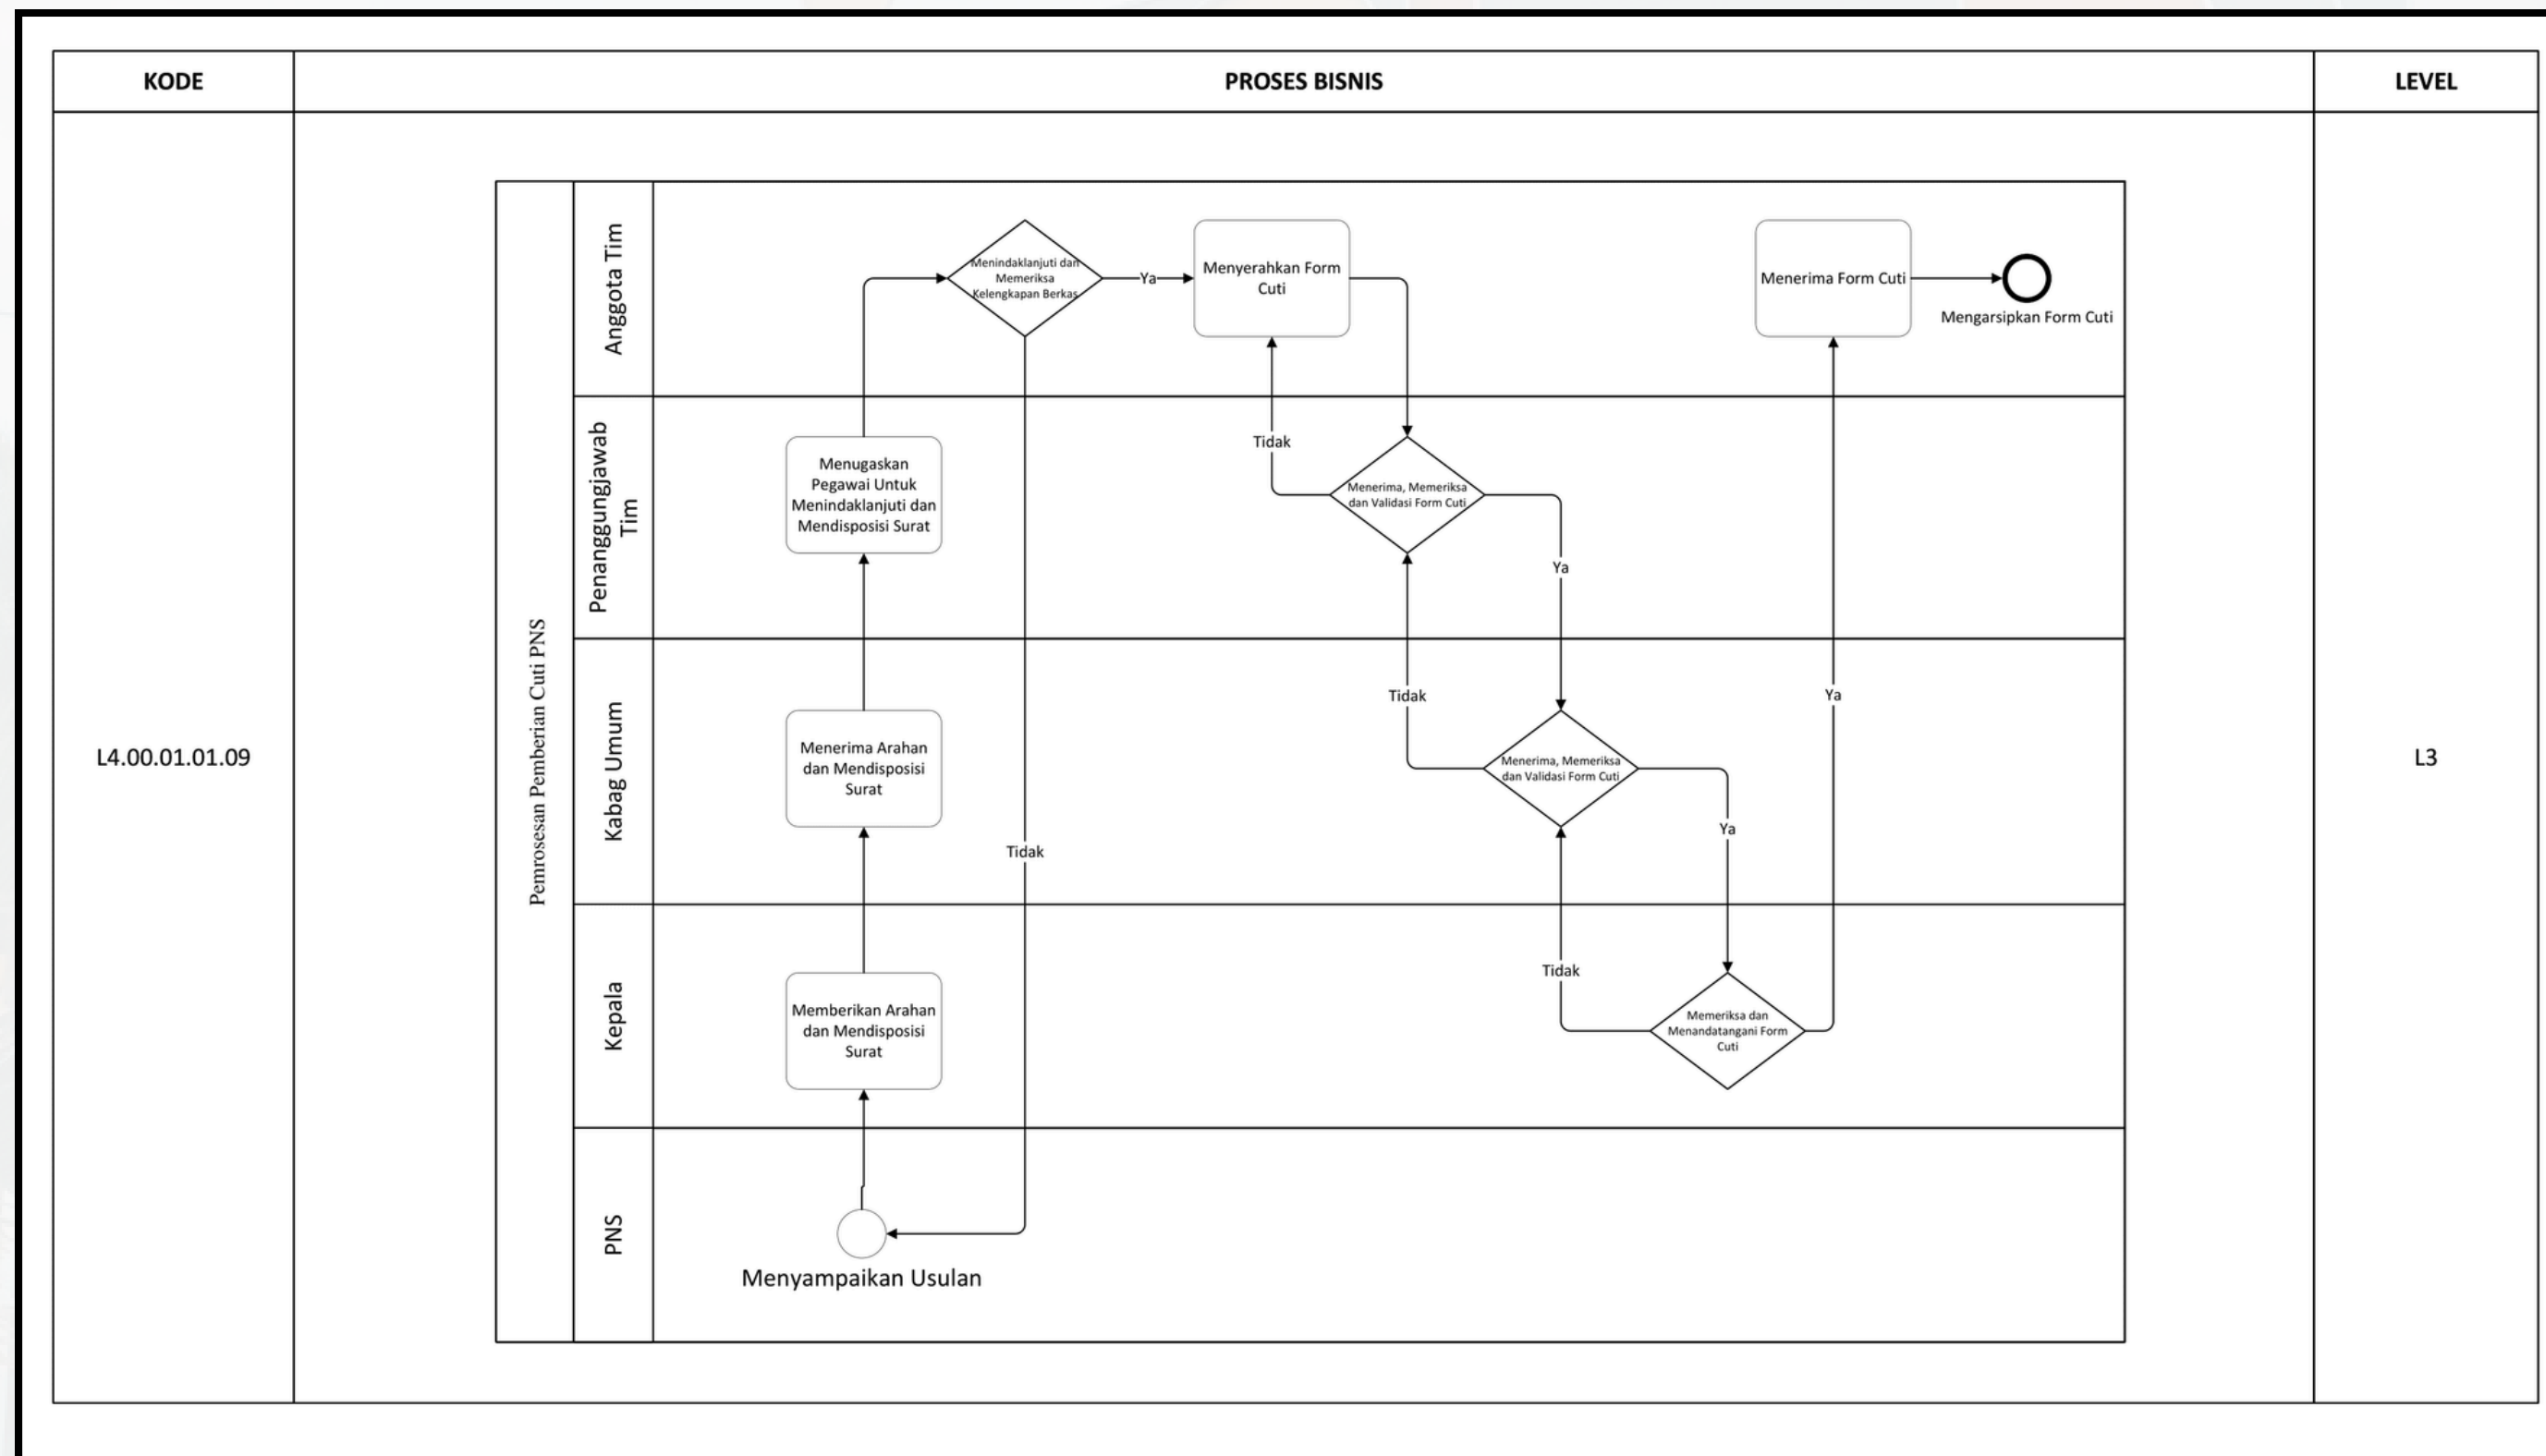 KODE
PROSES BISNIS
LEVEL
L4.00.01.01.09
L3
Pemrosesan Pemberian Cuti PNS
Anggota Tim
Menindaklanjuti dan
Memeriksa
Kelengkapan Berkas
Ya
Menyerahkan Form
Cuti
Menerima Form Cuti
Mengarsipkan Form Cuti
Penanggungjawab
Tim
Menugaskan
Pegawai Untuk
Menindaklanjuti dan
Mendisposisi Surat
Tidak
Menerima, Memeriksa
dan Validasi Form Cuti
Ya
Kabag Umum
Menerima Arahan
dan Mendisposisi
Surat
Tidak
Tidak
Menerima, Memeriksa
dan Validasi Form Cuti
Ya
Ya
Kepala
Memberikan Arahan
dan Mendisposisi
Surat
Tidak
Memeriksa dan
Menandatangani Form
Cuti
PNS
Menyampaikan Usulan